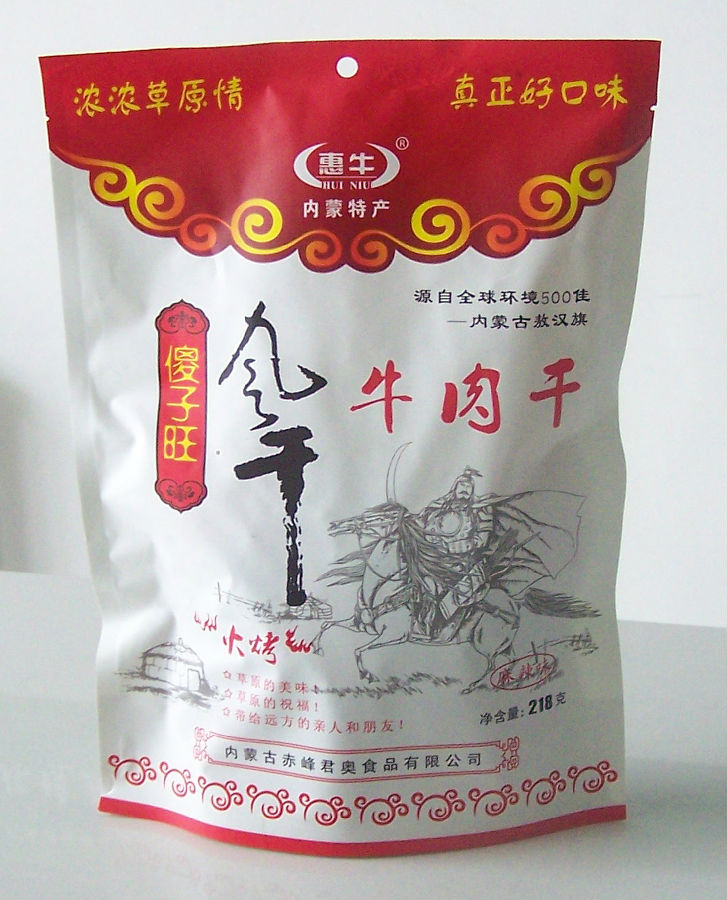 浓浓草原情
真正好口味
惠牛®
HUI NIU
内蒙特产
源自全球环境500佳
—内蒙古敖汉旗
傻子旺
风干
牛肉干
火烤
麻辣味
☆草原的美味！
☆草原的祝福！
☆带给远方的亲人和朋友！
净含量：218克
内蒙古赤峰君奥食品有限公司